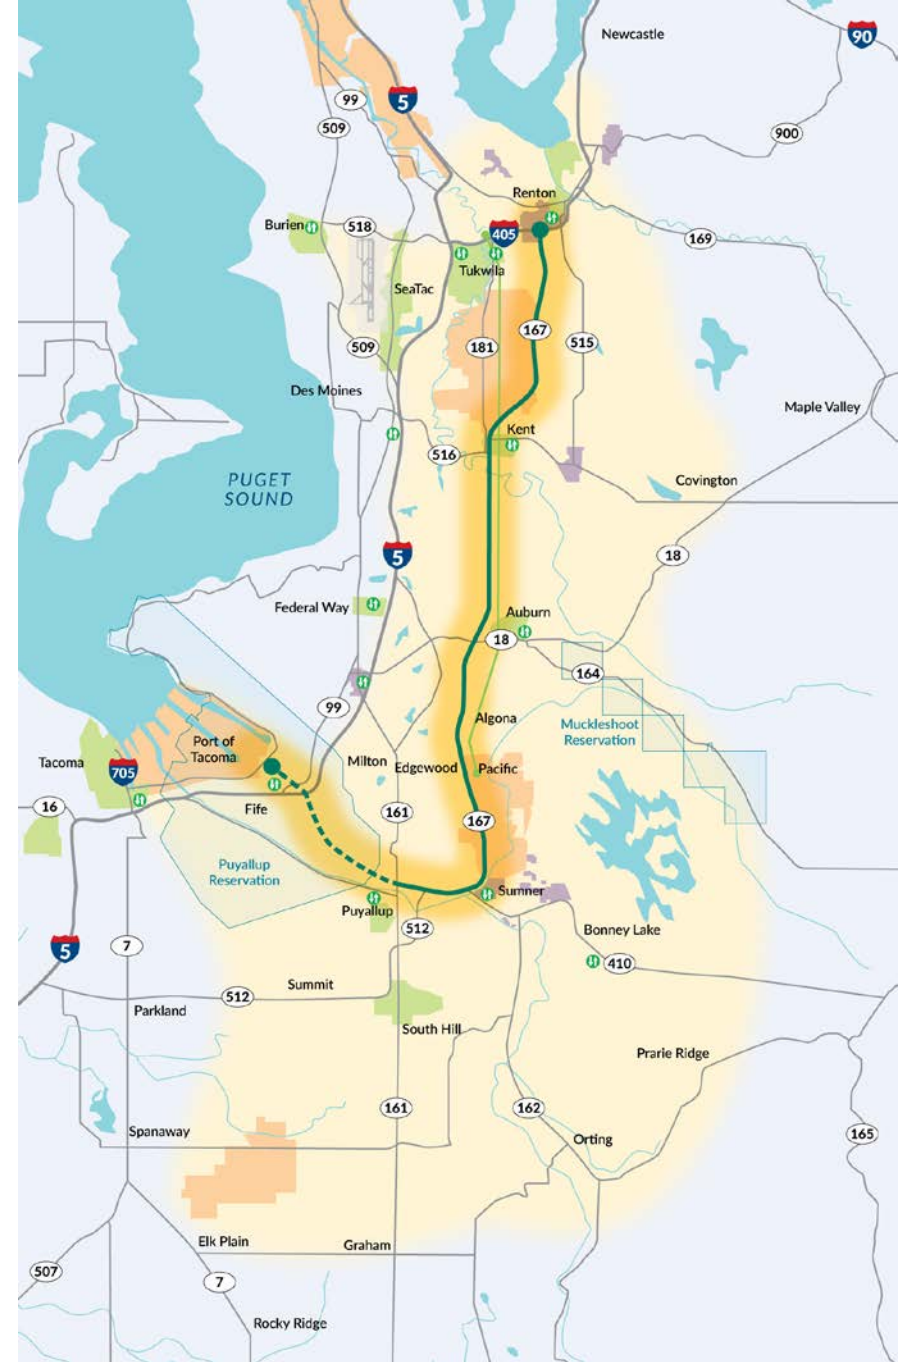 Newcastle
90
5
99
509
900
Renton
Burien
518
405
169
Tukwila
SeaTac
167
181
515
509
Des Moines
Maple Valley
Kent
516
PUGET
SOUND
Covington
5
18
Federal Way
Auburn
18
164
99
Algona
Muckleshoot
Reservation
Port of
Tacoma
Tacoma
705
Milton
Edgewood
Pacific
16
Fife
161
167
Puyallup
Reservation
Sumner
Puyallup
512
Bonney Lake
5
7
410
Summit
512
Parkland
South Hill
Prarie Ridge
161
162
Spanaway
Orting
165
Elk Plain
Graham
507
7
Rocky Ridge